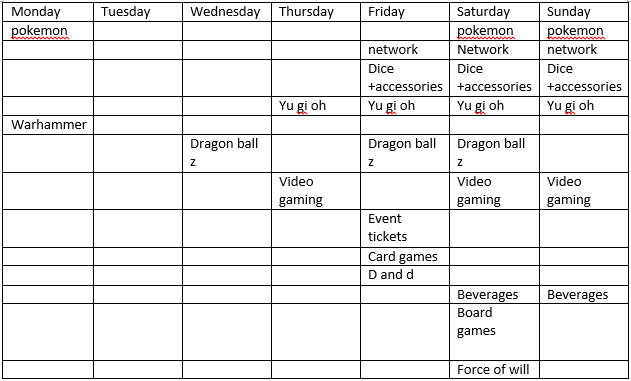 Monday Tuesday Wednesday Thursday Friday Saturday Sunday
pokemon pokemon pokemon
network Network network
Dice Dice Dice
+accessories +accessories +accessories
Yu gi oh Yu gi oh Yu gi oh Yu gi oh
Warhammer
Dragon ball Dragon ball Dragon ball
z z z
Video Video Video
gaming gaming gaming
Event
tickets
Card games
D and d
Beverages Beverages
Board
games
Force of will